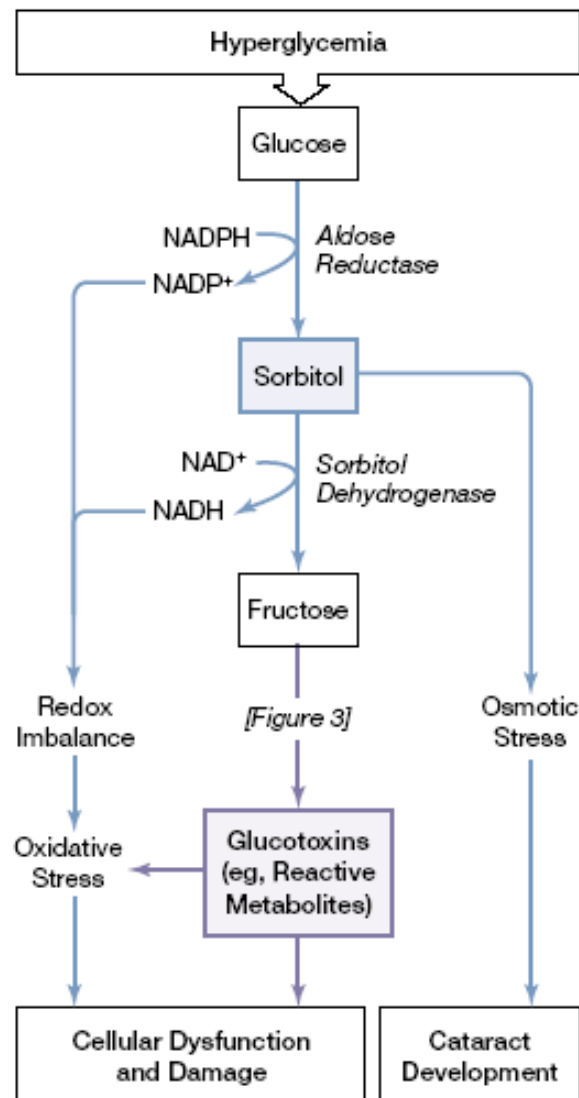 Hyperglycemia
Glucose
NADPH
Aldose
Reductase
NADP+
Sorbitol
NAD+
Sorbitol
Dehydrogenase
NADH
Fructose
Redox
Imbalance
[Figure 3]
Osmotic
Stress
Oxidative
Stress
Glucotoxins
(eg, Reactive
Metabolites)
Cellular Dysfunction
and Damage
Cataract
Development